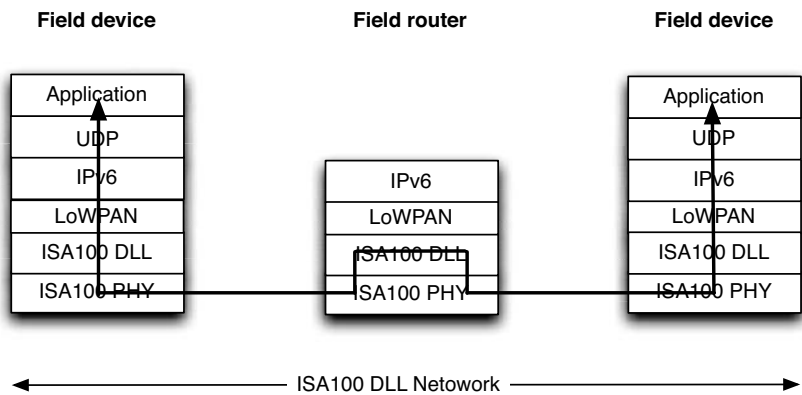 Field device
Field router
Field device
Application
UDP
IPv6
LoWPAN
ISA100 DLL
ISA100 PHY
IPv6
LoWPAN
ISA100 DLL
ISA100 PHY
Application
UDP
IPv6
LoWPAN
ISA100 DLL
ISA100 PHY
ISA100 DLL Netowork